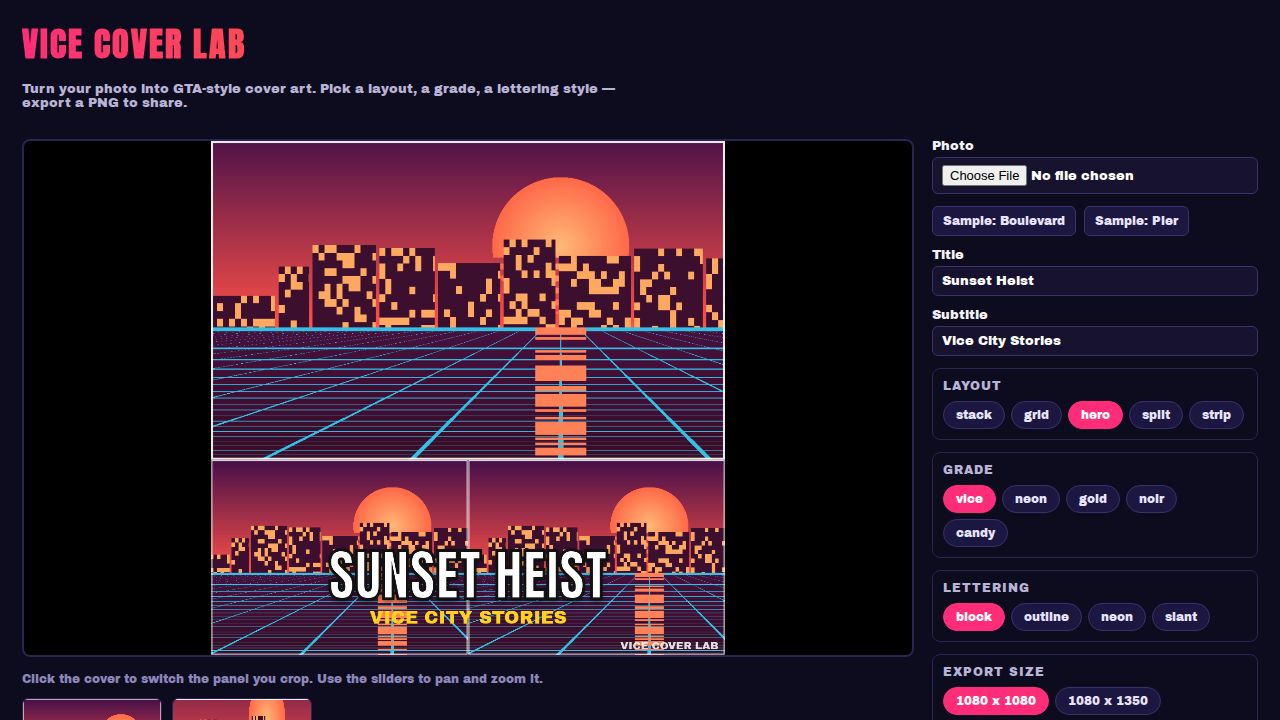 VICE COVER LAB
Turn your photo into GTA-style cover art. Pick a layout, a grade, a lettering style —
export a PNG to share.
SUNSET HEIST
VICE CITY STORIES
VICE COVER LAB
Click the cover to switch the panel you crop. Use the sliders to pan and zoom it.
Photo
Choose File No file chosen
Sample: Boulevard Sample: Pier
Title
Sunset Heist
Subtitle
Vice City Stories
LAYOUT
stack grid hero split strip
GRADE
vice neon gold noir
candy
LETTERING
block outline neon slant
EXPORT SIZE
1080 x 1080 1080 x 1350